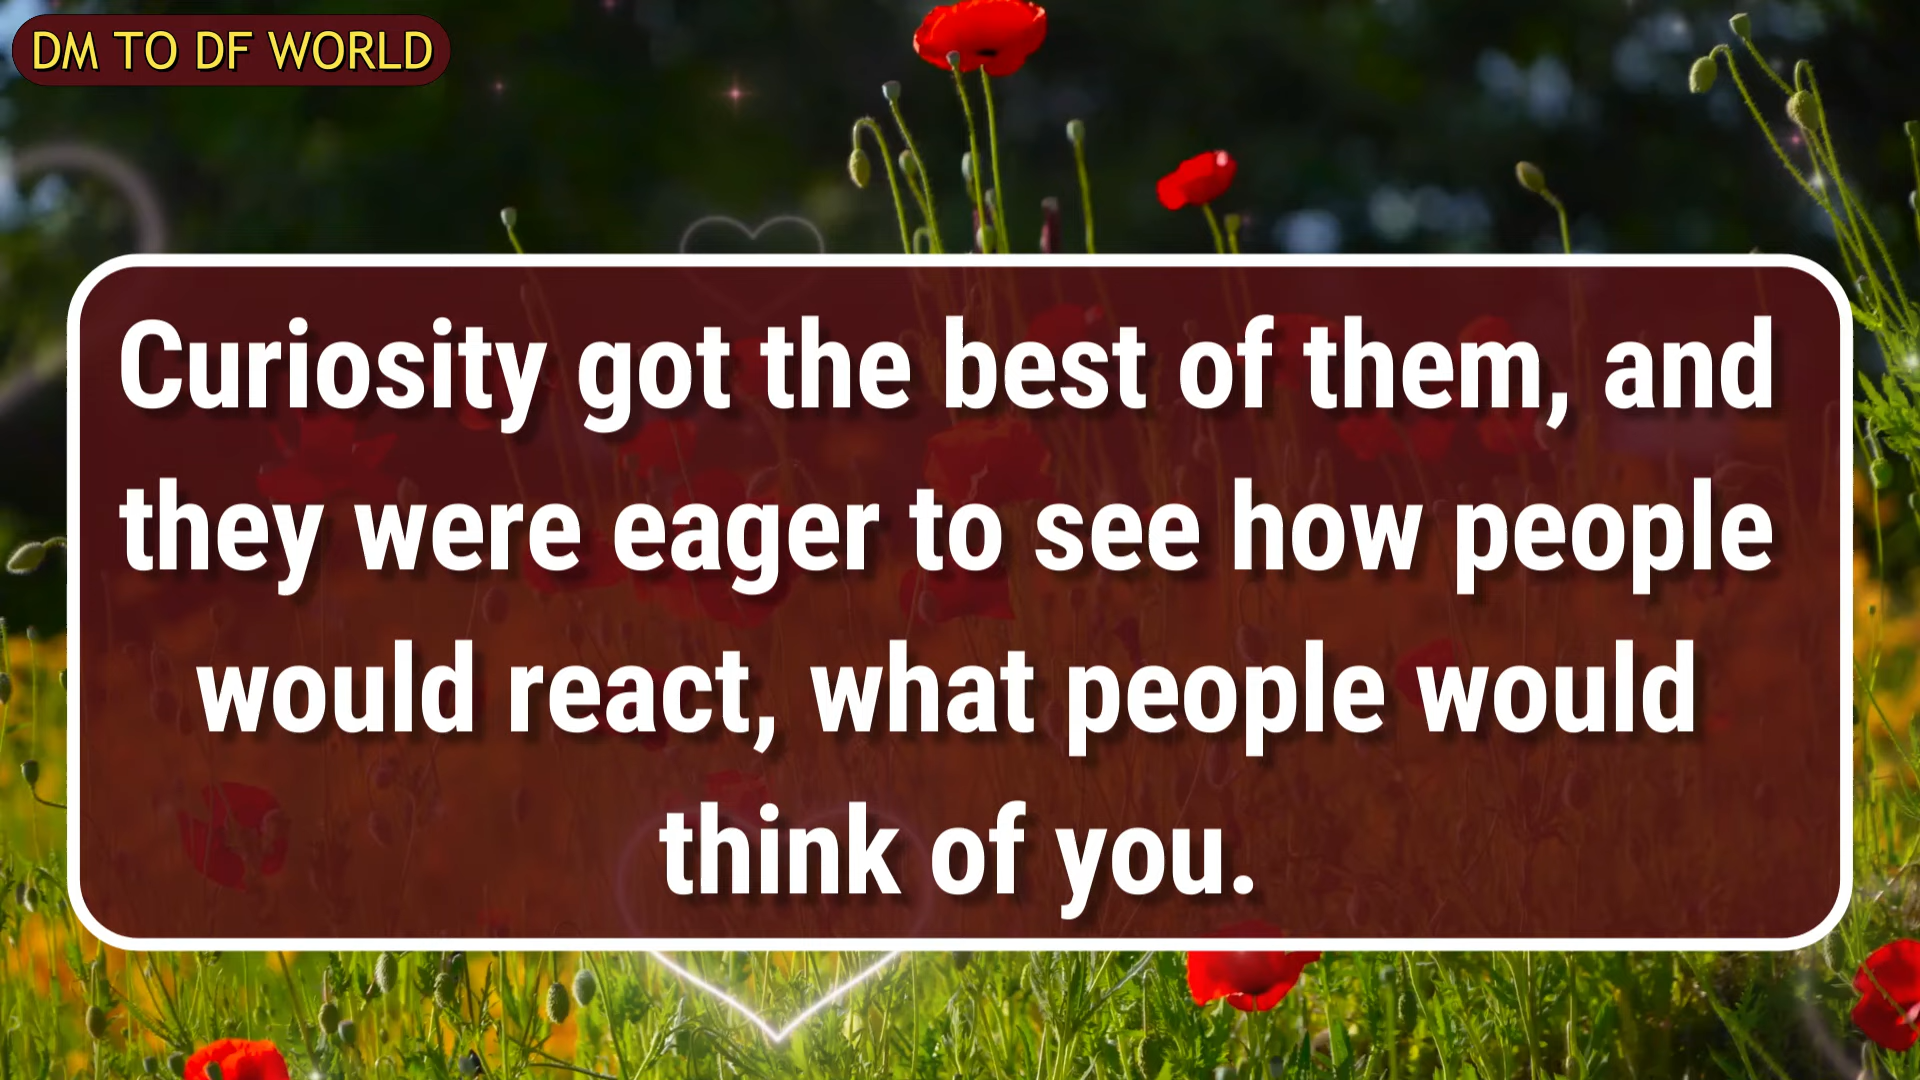 DM TO DF WORLD
Curiosity got the best of them, and
they were eager to see how people
would react, what people would
think of you.